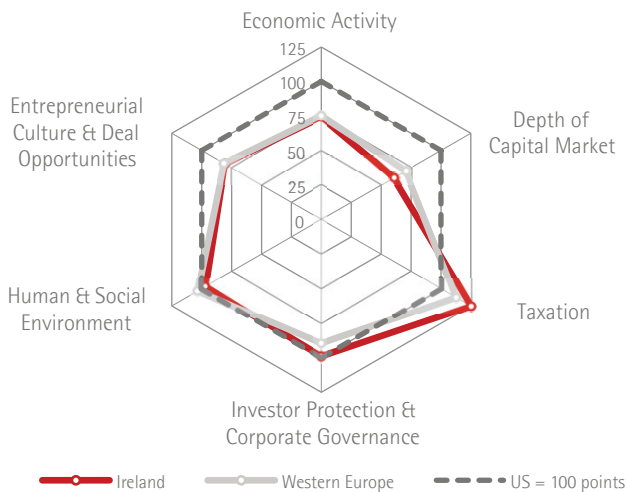 Economic Activity
125
100
75
50
25
0
Entrepreneurial
Culture & Deal
Opportunities
Depth of
Capital Market
Human & Social
Environment
Taxation
Investor Protection &
Corporate Governance
Ireland
Western Europe
US = 100 points